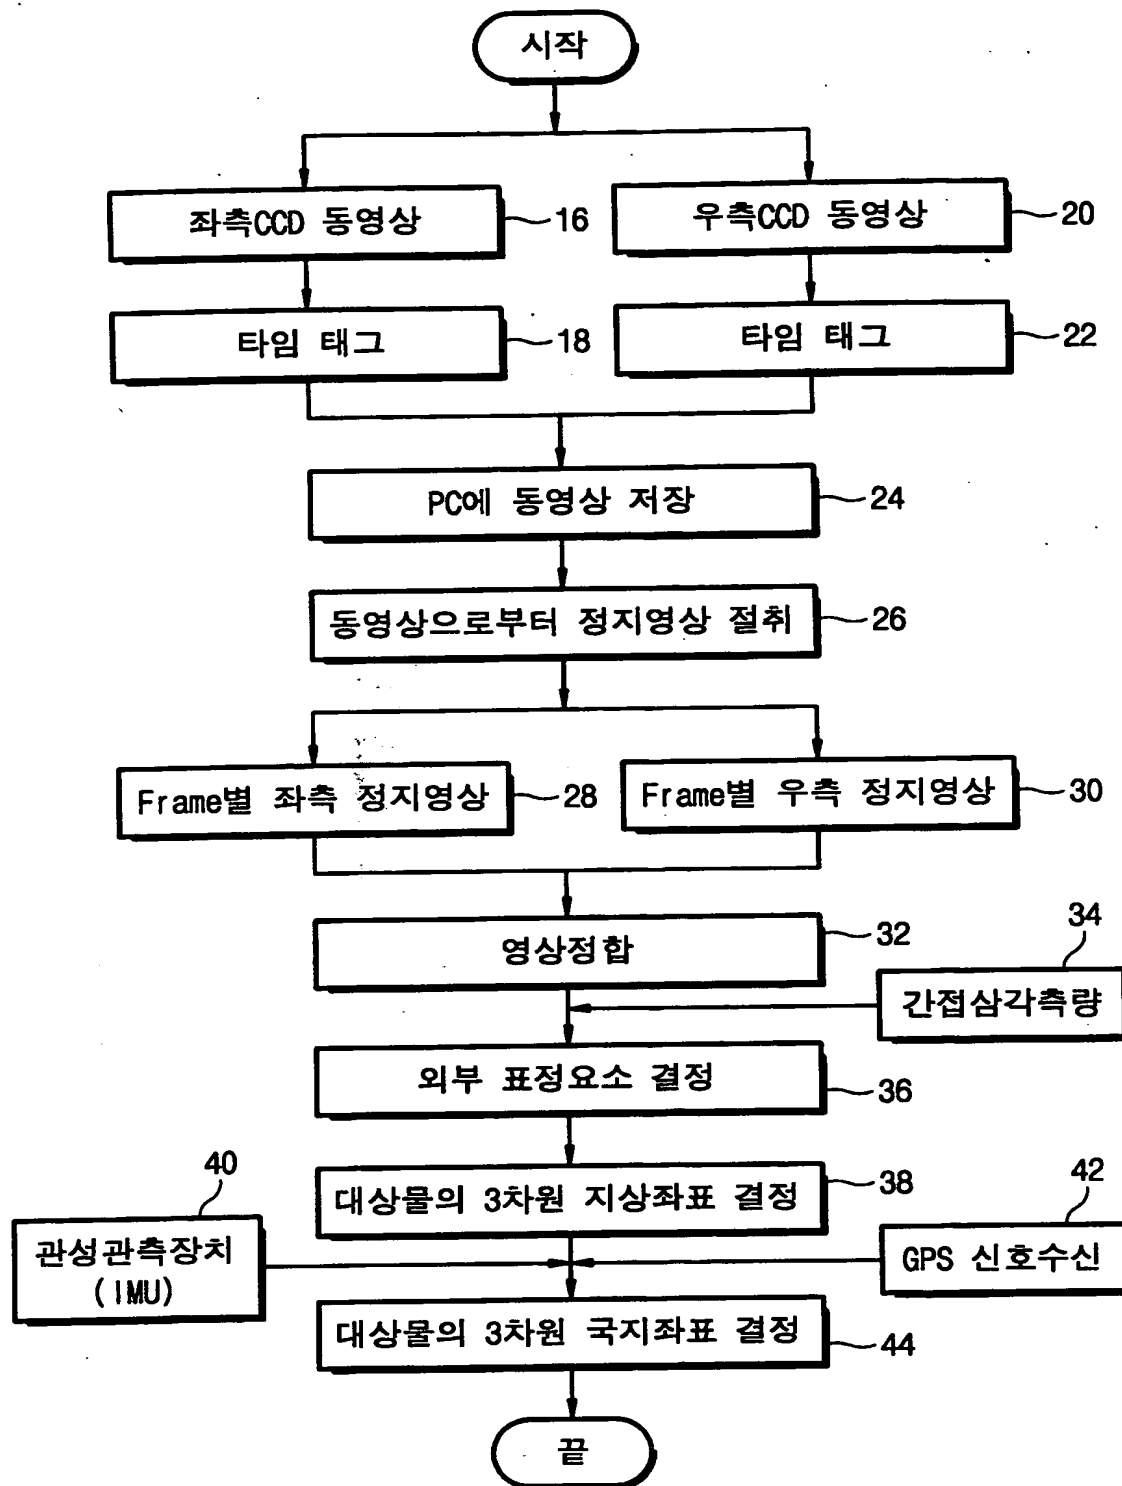 시작
좌측CCD 동영상
16
우측CCD 동영상
20
타임 태그
18
타임 태그
22
PC에 동영상 저장
24
동영상으로부터 정지영상 절취
26
Frame별 좌측 정지영상
28
Frame별 우측 정지영상
30
영상정합
32
34
간접삼각측량
외부 표정요소 결정
36
대상물의 3차원 지상좌표 결정
38
40
관성관측장치
(IMU)
42
GPS 신호수신
대상물의 3차원 국지좌표 결정
44
끝